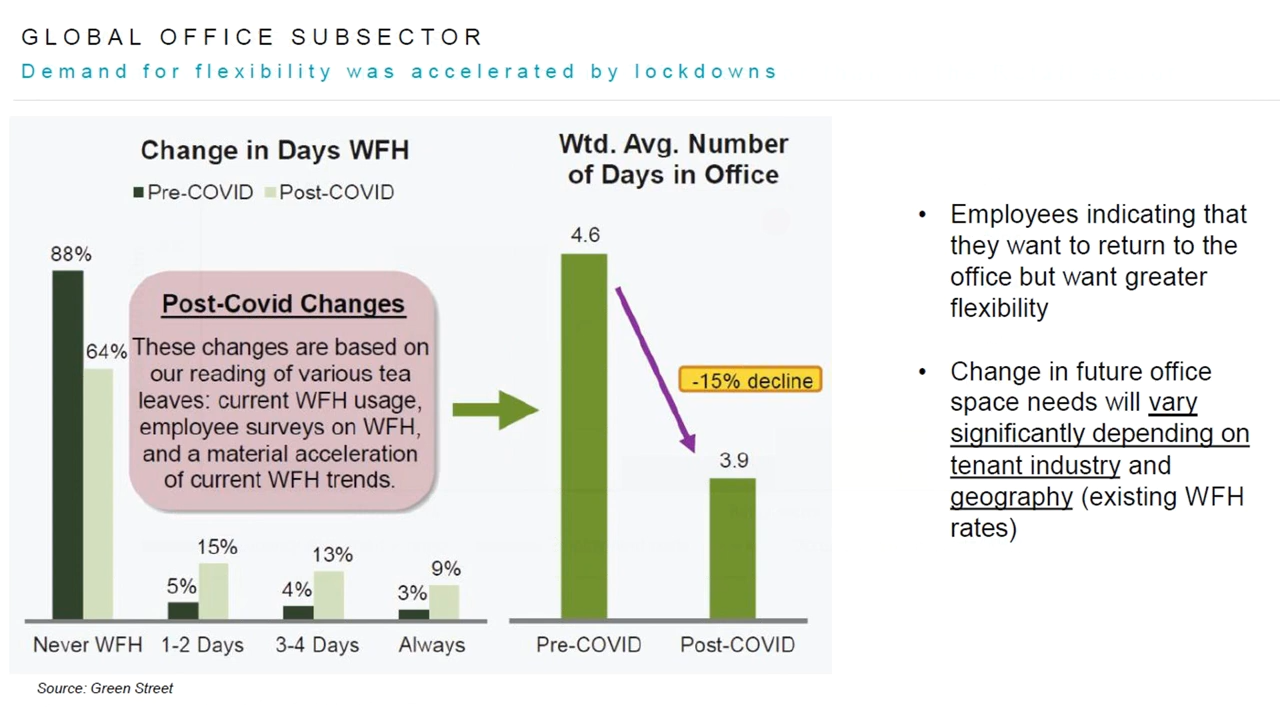 GLOBAL OFFICE SUBSECTOR
Demand for flexibility was accelerated by lockdowns
Change in Days WFH
Pre-COVID Post-COVID
88%
64%
5%
15%
4%
13%
3%
9%
Never WFH 1-2 Days 3-4 Days Always
Post-Covid Changes
These changes are based on
our reading of various tea
leaves: current WFH usage,
employee surveys on WFH,
and a material acceleration
of current WFH trends.
Wtd. Avg. Number
of Days in Office
4.6
-15% decline
3.9
Pre-COVID Post-COVID
Source: Green Street
• Employees indicating that
they want to return to the
office but want greater
flexibility
• Change in future office
space needs will vary
significantly depending on
tenant industry and
geography (existing WFH
rates)